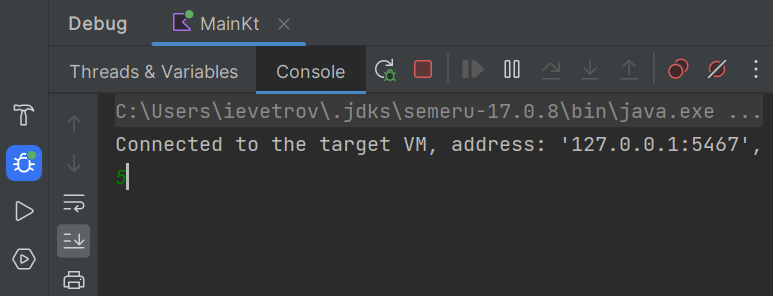 Debug MainKt
Threads & Variables Console
C:\Users\ievetrov\.jdks\semeru-17.0.8\bin\java.exe ...
Connected to the target VM, address: '127.0.0.1:5467',
5